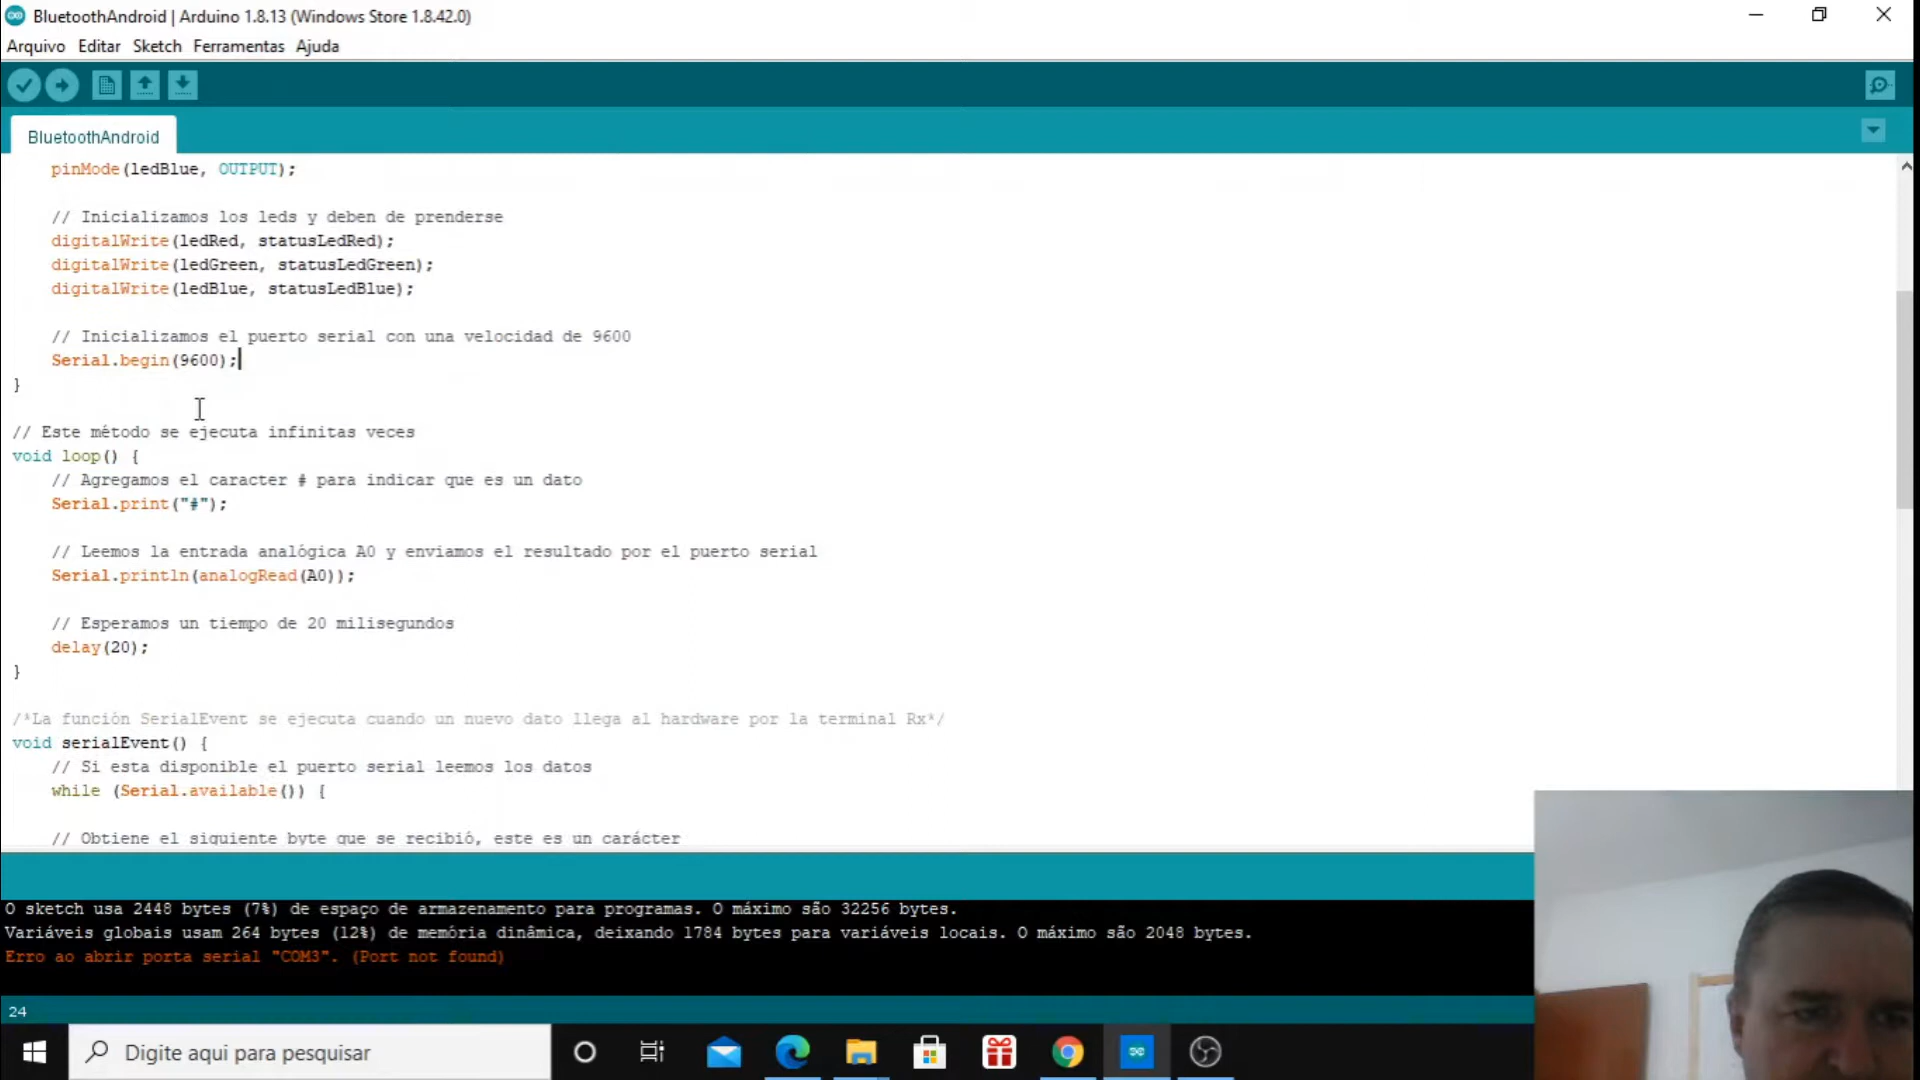 BluetoothAndroid | Arduino 1.8.13 (Windows Store 1.8.42.0)
Arquivo Editar Sketch Ferramentas Ajuda
BluetoothAndroid
pinMode(ledBlue, OUTPUT);
// Inicializamos los leds y deben de prenderse
digitalWrite(ledRed, statusLedRed);
digitalWrite(ledGreen, statusLedGreen);
digitalWrite(ledBlue, statusLedBlue);
// Inicializamos el puerto serial con una velocidad de 9600
Serial.begin(9600);
}
// Este método se ejecuta infinitas veces
void loop() {
// Agregamos el caracter # para indicar que es un dato
Serial.print("#");
// Leemos la entrada analógica A0 y enviamos el resultado por el puerto serial
Serial.println(analogRead(A0));
// Esperamos un tiempo de 20 milisegundos
delay(20);
}
/*La función SerialEvent se ejecuta cuando un nuevo dato llega al hardware por la terminal Rx*/
void serialEvent() {
// Si esta disponible el puerto serial leemos los datos
while (Serial.available()) {
// Obtiene el siguiente byte que se recibió, este es un carácter
O sketch usa 2448 bytes (7%) de espaço de armazenamento para programas. O máximo são 32256 bytes.
Variáveis globais usam 264 bytes (12%) de memória dinâmica, deixando 1784 bytes para variáveis locais. O máximo são 2048 bytes.
Erro ao abrir porta serial "COM3". (Port not found)
24
Digite aqui para pesquisar